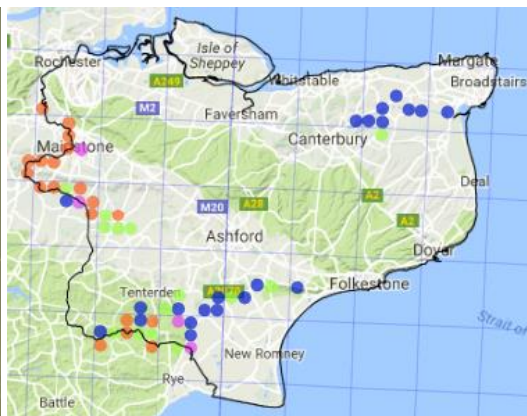 Isle of
Sheppey
Rochester
Margate
A249
Whitstable
Broadstairs
M2
Faversham
Canterbury
Maidstone
Deal
A2
M20
A28
A2
Ashford
Dover
Tenterden
Folkestone
Strait o
New Romney
Rye
Battle